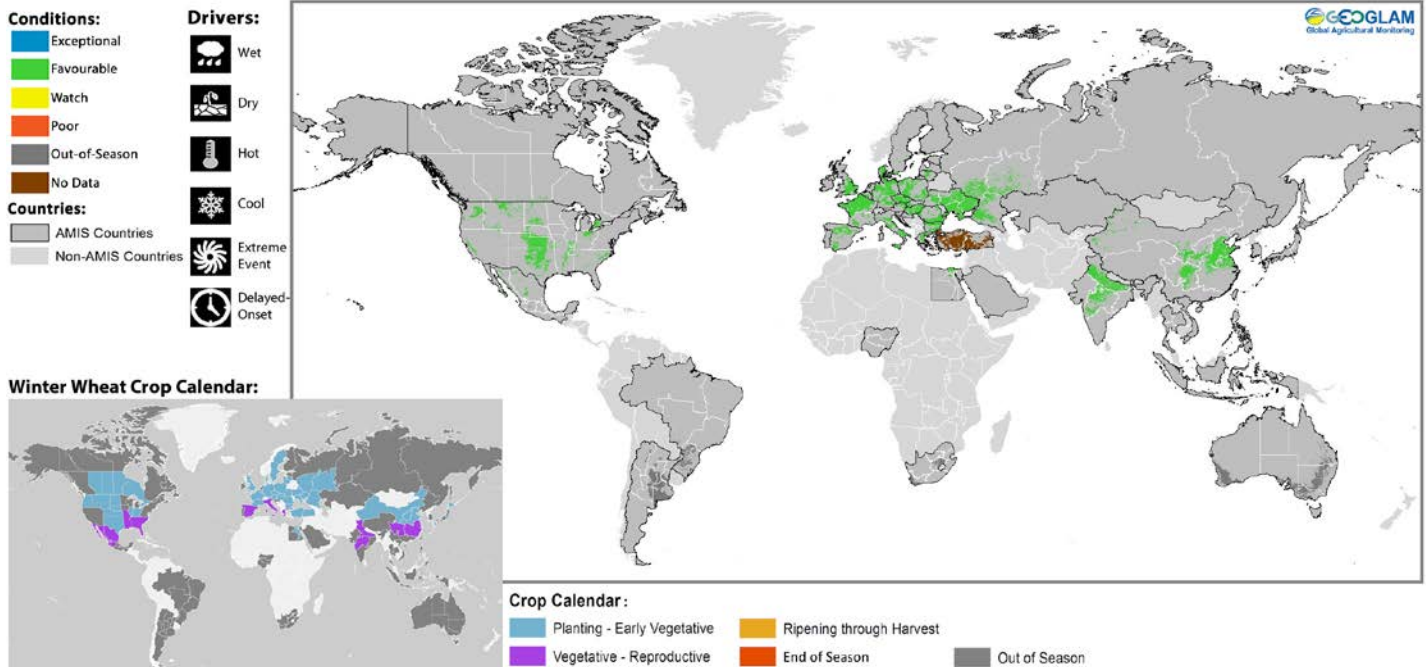 Conditions:
Exceptional
Favourable
Watch
Poor
Out-of-Season
No Data
Countries:
AMIS Countries
Non-AMIS Countries
Drivers:
Wet
Dry
Hot
Cool
Extreme
Event
Delayed-
Onset
GEOGLAM
Global Agricultural Monitoring
Winter Wheat Crop Calendar:
Crop Calendar :
Planting - Early Vegetative
Vegetative - Reproductive
Ripening through Harvest
End of Season
Out of Season